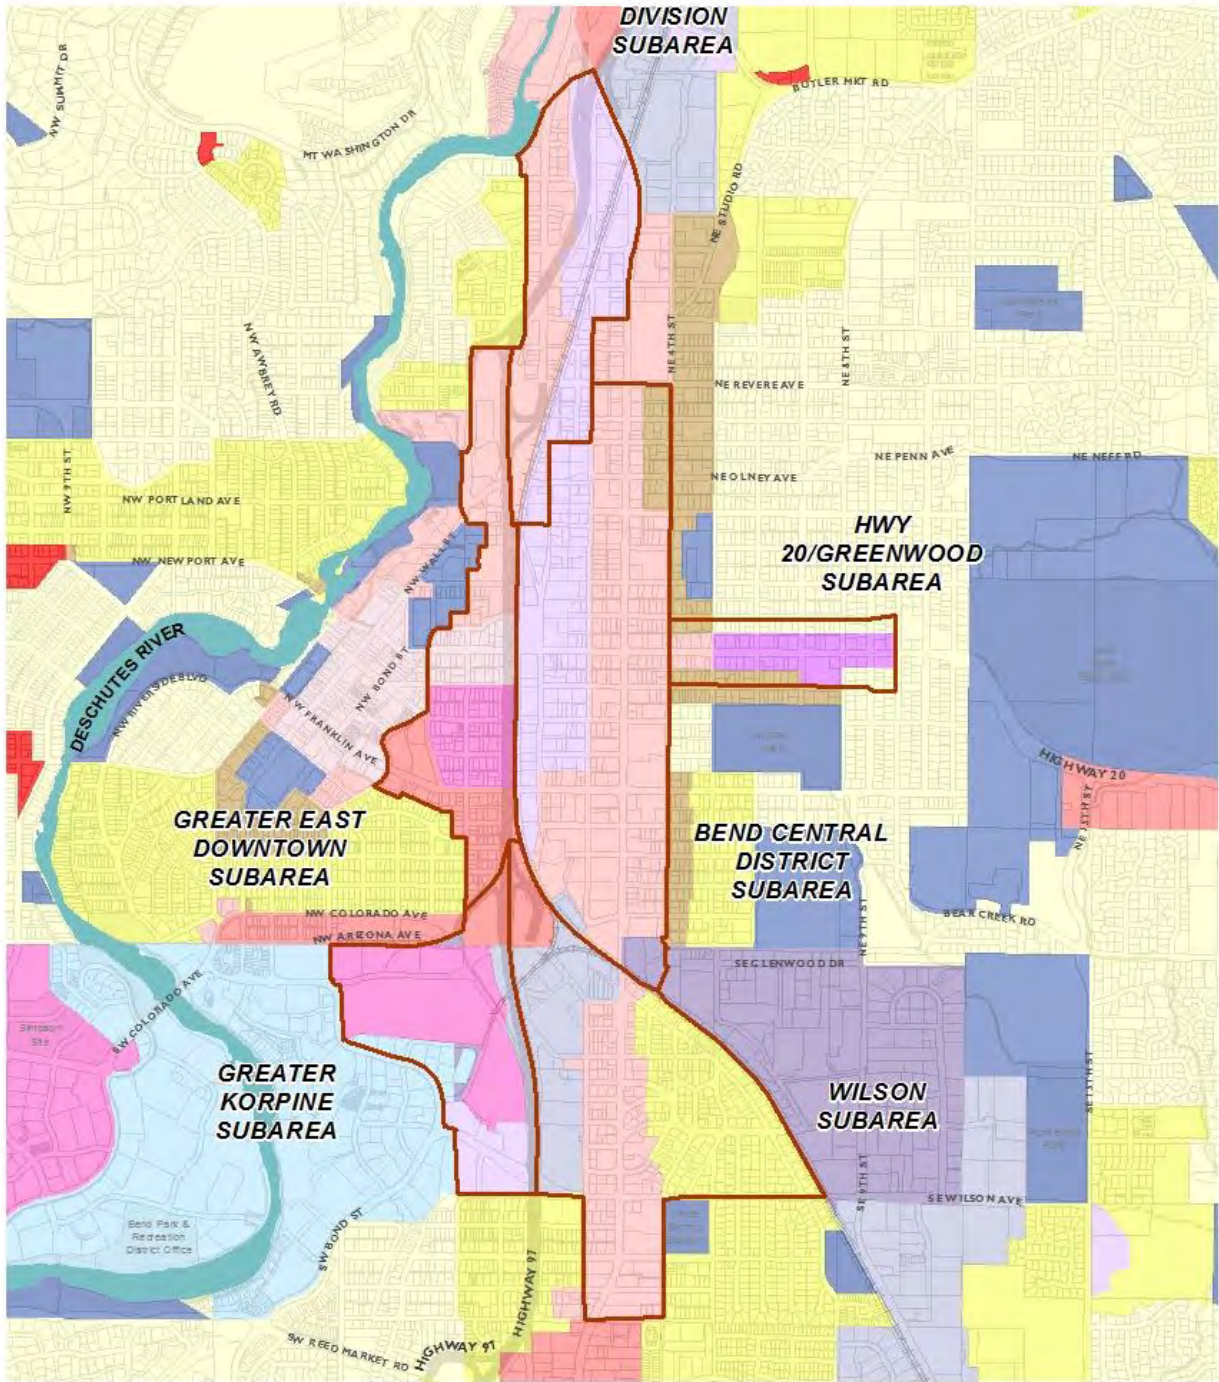 DIVISION
SUBAREA
NW SUMMIT DR
BUTLER MKT RD
MT WASHINGTON DR
NE STUDIO RD
NE 4TH ST
NE 8TH ST
NW AWBREY RD
NE REVERE AVE
NE PENN AVE
NE NEFF RD
NW 9TH ST
NE OLNEY AVE
NW PORTLAND AVE
HWY
20/GREENWOOD
SUBAREA
NW NEWPORT AVE
NW WALL ST
DESCHUTES RIVER
NW BOND ST
NW RIVERSIDE BLVD
NW FRANKLIN AVE
HIGHWAY 20
NE 15TH ST
GREATER EAST
DOWNTOWN
SUBAREA
BEND CENTRAL
DISTRICT
SUBAREA
NW COLORADO AVE
BEAR CREEK RD
NW ARIZONA AVE
NE 9TH ST
SE GLENWOOD DR
SW COLORADO AVE
Simpson
Site
GREATER
KORPINE
SUBAREA
WILSON
SUBAREA
SE 15TH ST
SE 9TH ST
SE WILSON AVE
Bend Park &
Recreation
District Office
SW BOND ST
HIGHWAY 97
SW REED MARKET RD
HIGHWAY 97